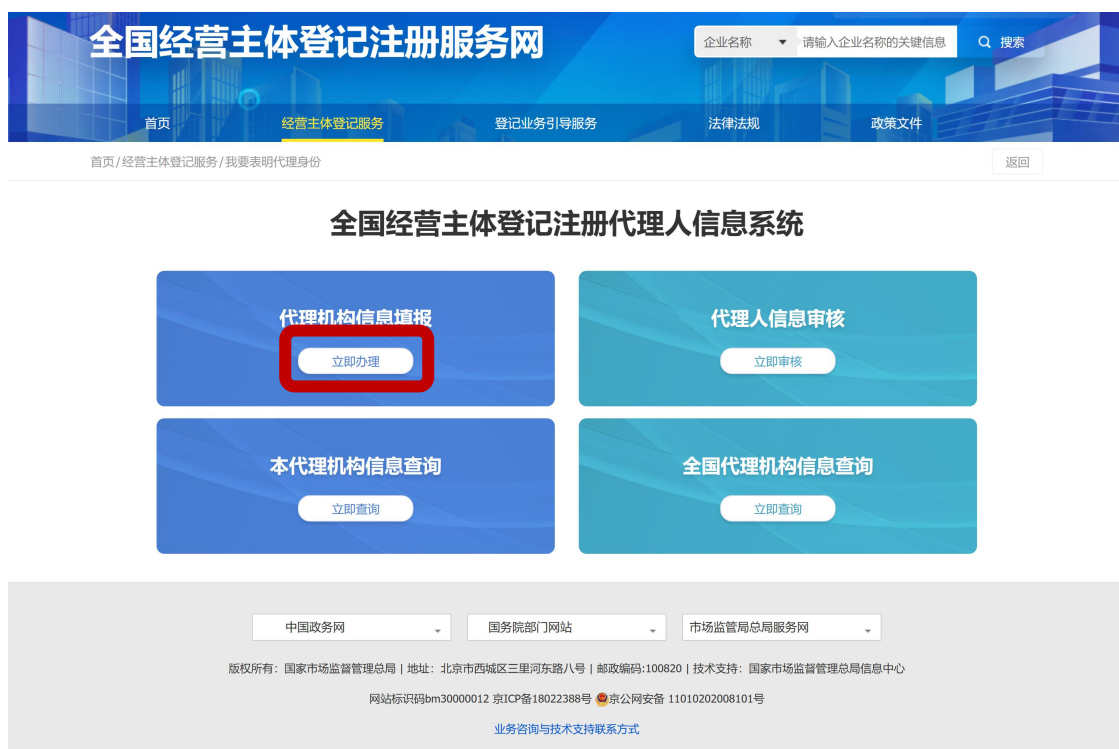 全国经营主体登记注册服务网
企业名称 请输入企业名称的关键信息 搜索
首页 经营主体登记服务 登记业务引导服务 法律法规 政策文件
首页/经营主体登记服务/我要表明代理身份 返回
全国经营主体登记注册代理人信息系统
代理机构信息填报 代理人信息审核
立即办理 立即审核
本代理机构信息查询 全国代理机构信息查询
立即查询 立即查询
中国政务网 国务院部门网站 市场监管局总局服务网
版权所有：国家市场监督管理总局 | 地址：北京市西城区三里河东路八号 | 邮政编码:100820 | 技术支持：国家市场监督管理总局信息中心
网站标识码bm30000012 京ICP备18022388号 京公网安备 11010202008101号
业务咨询与技术支持联系方式